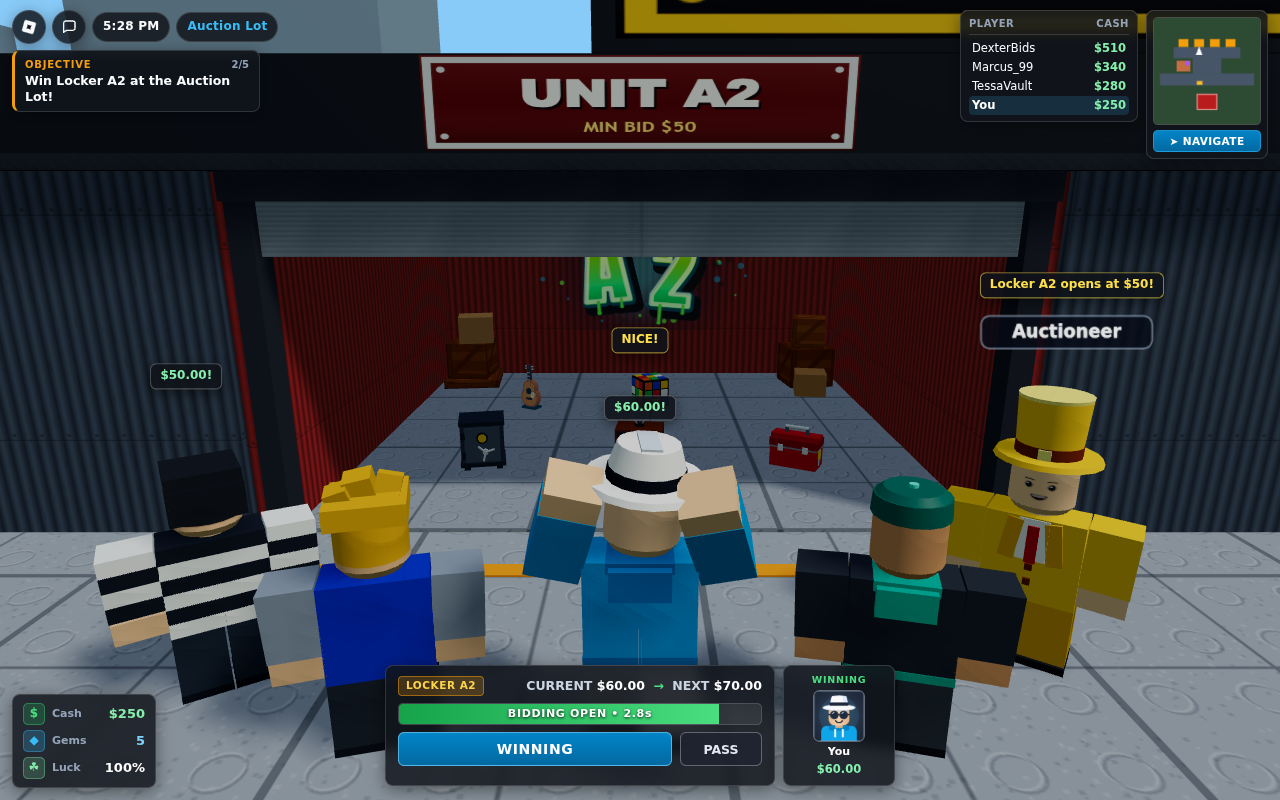 5:28 PM
Auction Lot
OBJECTIVE 2/5
Win Locker A2 at the Auction
Lot!
UNIT A2
MIN BID $50
PLAYER CASH
DexterBids $510
Marcus_99 $340
TessaVault $280
You $250
➤ NAVIGATE
A2
Locker A2 opens at $50!
Auctioneer
NICE!
$50.00!
$60.00!
LOCKER A2 CURRENT $60.00 → NEXT $70.00
BIDDING OPEN • 2.8s
WINNING PASS
WINNING
You
$60.00
$ Cash $250
Gems 5
Luck 100%